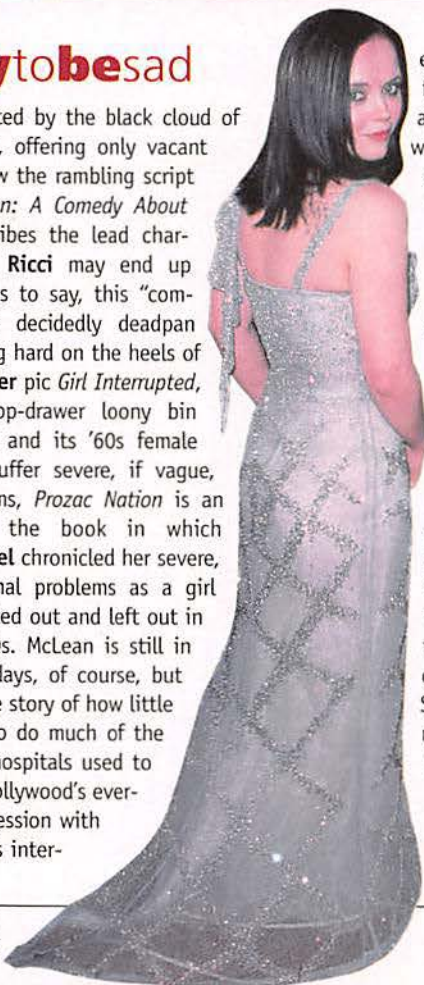 ytobesad
ted by the black cloud of
, offering only vacant
w the rambling script
n: A Comedy About
ibes the lead char-
Ricci may end up
s to say, this "com-
decidedly deadpan
g hard on the heels of
er pic Girl Interrupted,
op-drawer loony bin
and its '60s female
uffer severe, if vague,
ns, Prozac Nation is an
the book in which
el chronicled her severe,
nal problems as a girl
ed out and left out in
s. McLean is still in
days, of course, but
e story of how little
o do much of the
hospitals used to
ollywood's ever-
ession with
s inter-